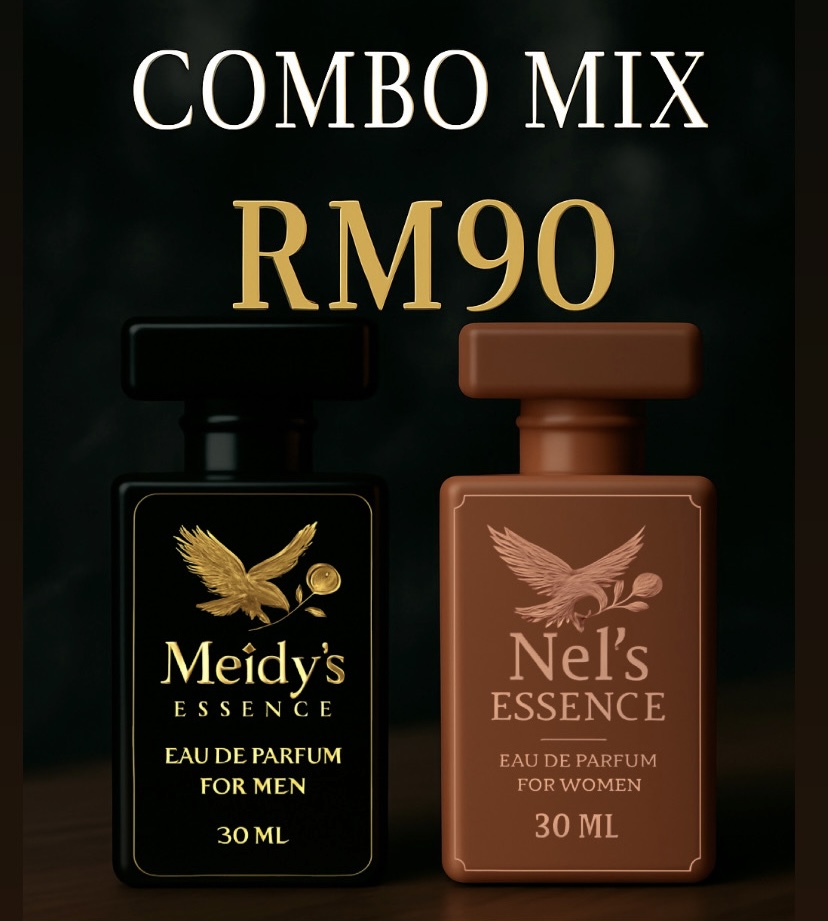 COMBO MIX
RM90
Meidy's
ESSENCE
EAU DE PARFUM
FOR MEN
30 ML
Nel's
ESSENCE
EAU DE PARFUM
FOR WOMEN
30 ML